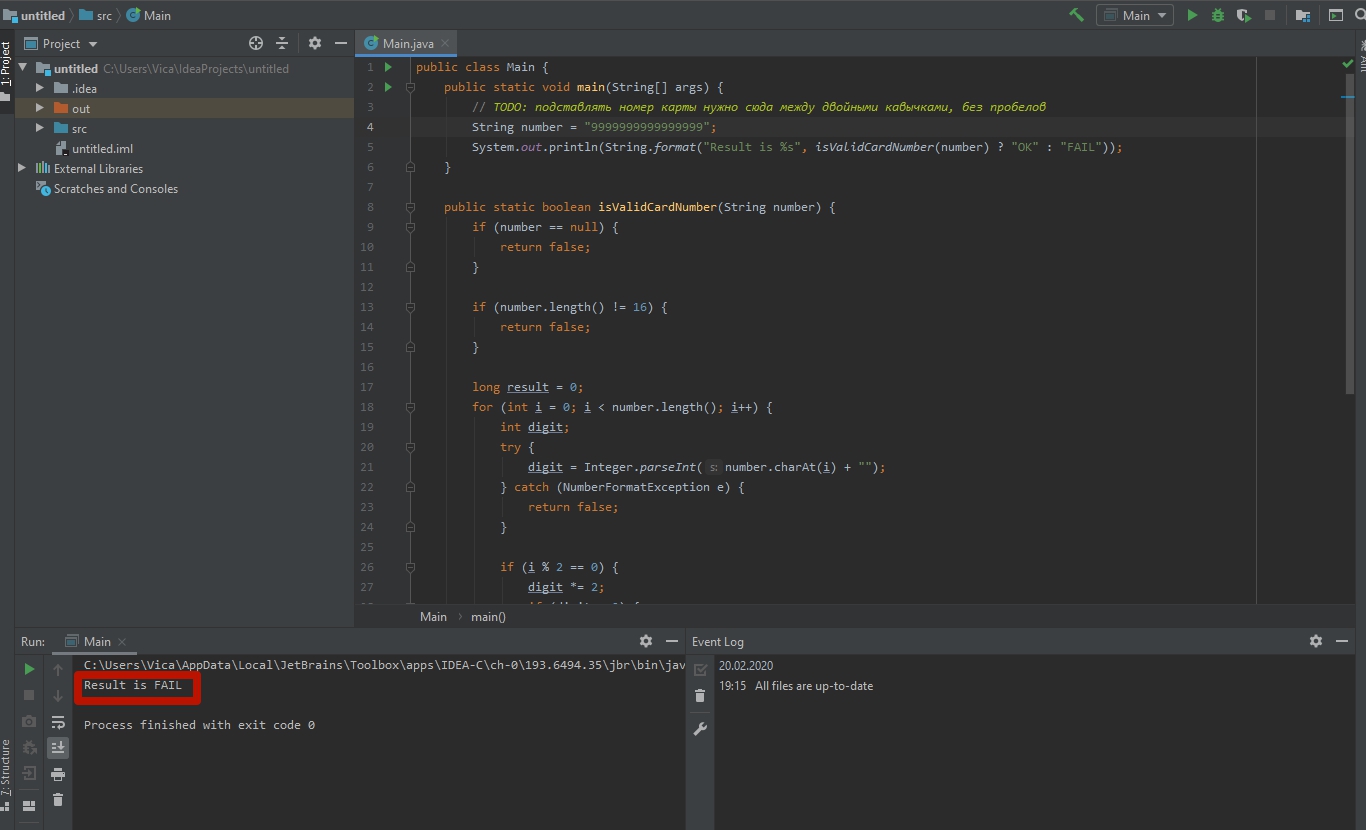 untitled src Main
Main
1: Project
Project
Main.java
untitled C:\Users\Vica\IdeaProjects\untitled
.idea
out
src
untitled.iml
External Libraries
Scratches and Consoles
1 public class Main {
2 public static void main(String[] args) {
3 // TODO: подставлять номер карты нужно сюда между двойными кавычками, без пробелов
4 String number = "9999999999999999";
5 System.out.println(String.format("Result is %s", isValidCardNumber(number) ? "OK" : "FAIL"));
6 }
7
8 public static boolean isValidCardNumber(String number) {
9 if (number == null) {
10 return false;
11 }
12
13 if (number.length() != 16) {
14 return false;
15 }
16
17 long result = 0;
18 for (int i = 0; i < number.length(); i++) {
19 int digit;
20 try {
21 digit = Integer.parseInt( s: number.charAt(i) + "");
22 } catch (NumberFormatException e) {
23 return false;
24 }
25
26 if (i % 2 == 0) {
27 digit *= 2;
Main main()
Run: Main
C:\Users\Vica\AppData\Local\JetBrains\Toolbox\apps\IDEA-C\ch-0\193.6494.35\jbr\bin\jav
Result is FAIL
Process finished with exit code 0
Event Log
20.02.2020
19:15 All files are up-to-date
7: Structure